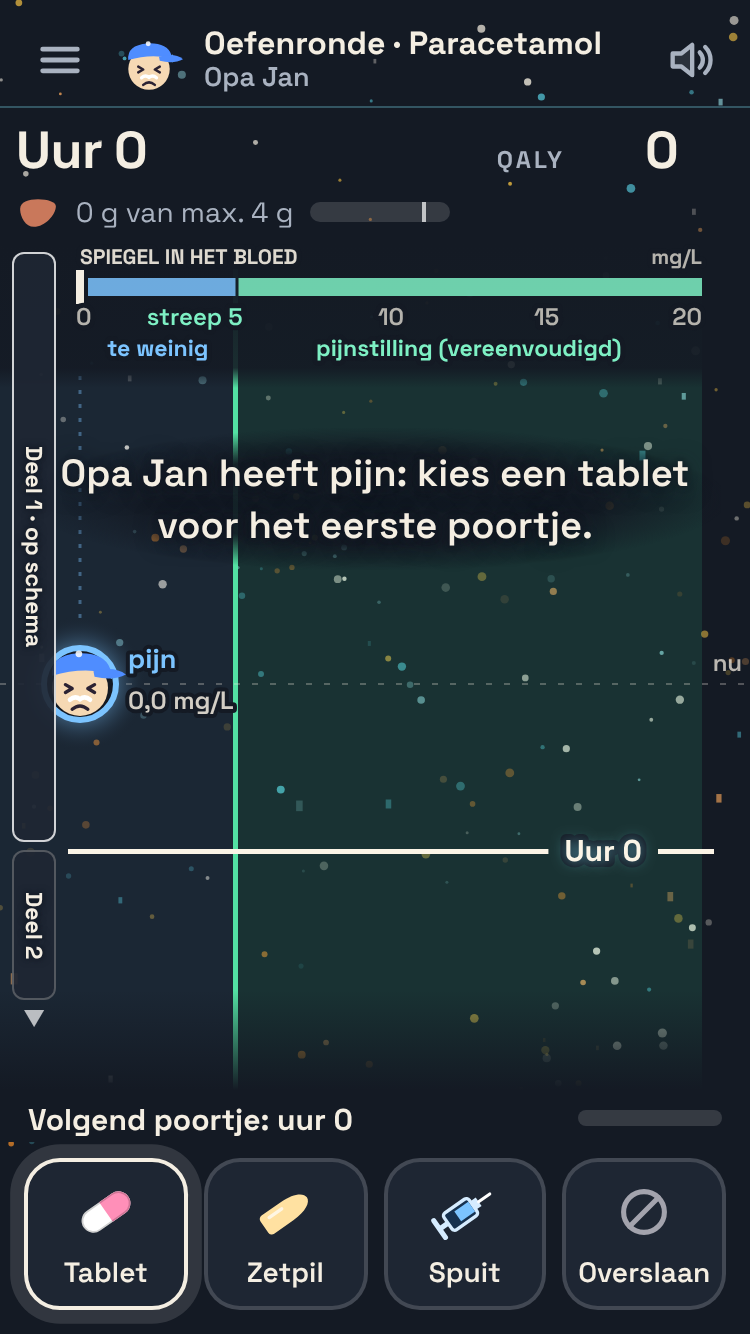 Oefenronde · Paracetamol
Opa Jan
Uur 0
QALY 0
0 g van max. 4 g
SPIEGEL IN HET BLOED mg/L
0 streep 5 10 15 20
te weinig pijnstilling (vereenvoudigd)
Deel 1 · op schema
Opa Jan heeft pijn: kies een tablet
voor het eerste poortje.
pijn
nu
0,0 mg/L
Uur 0
Deel 2
Volgend poortje: uur 0
Tablet Zetpil Spuit Overslaan